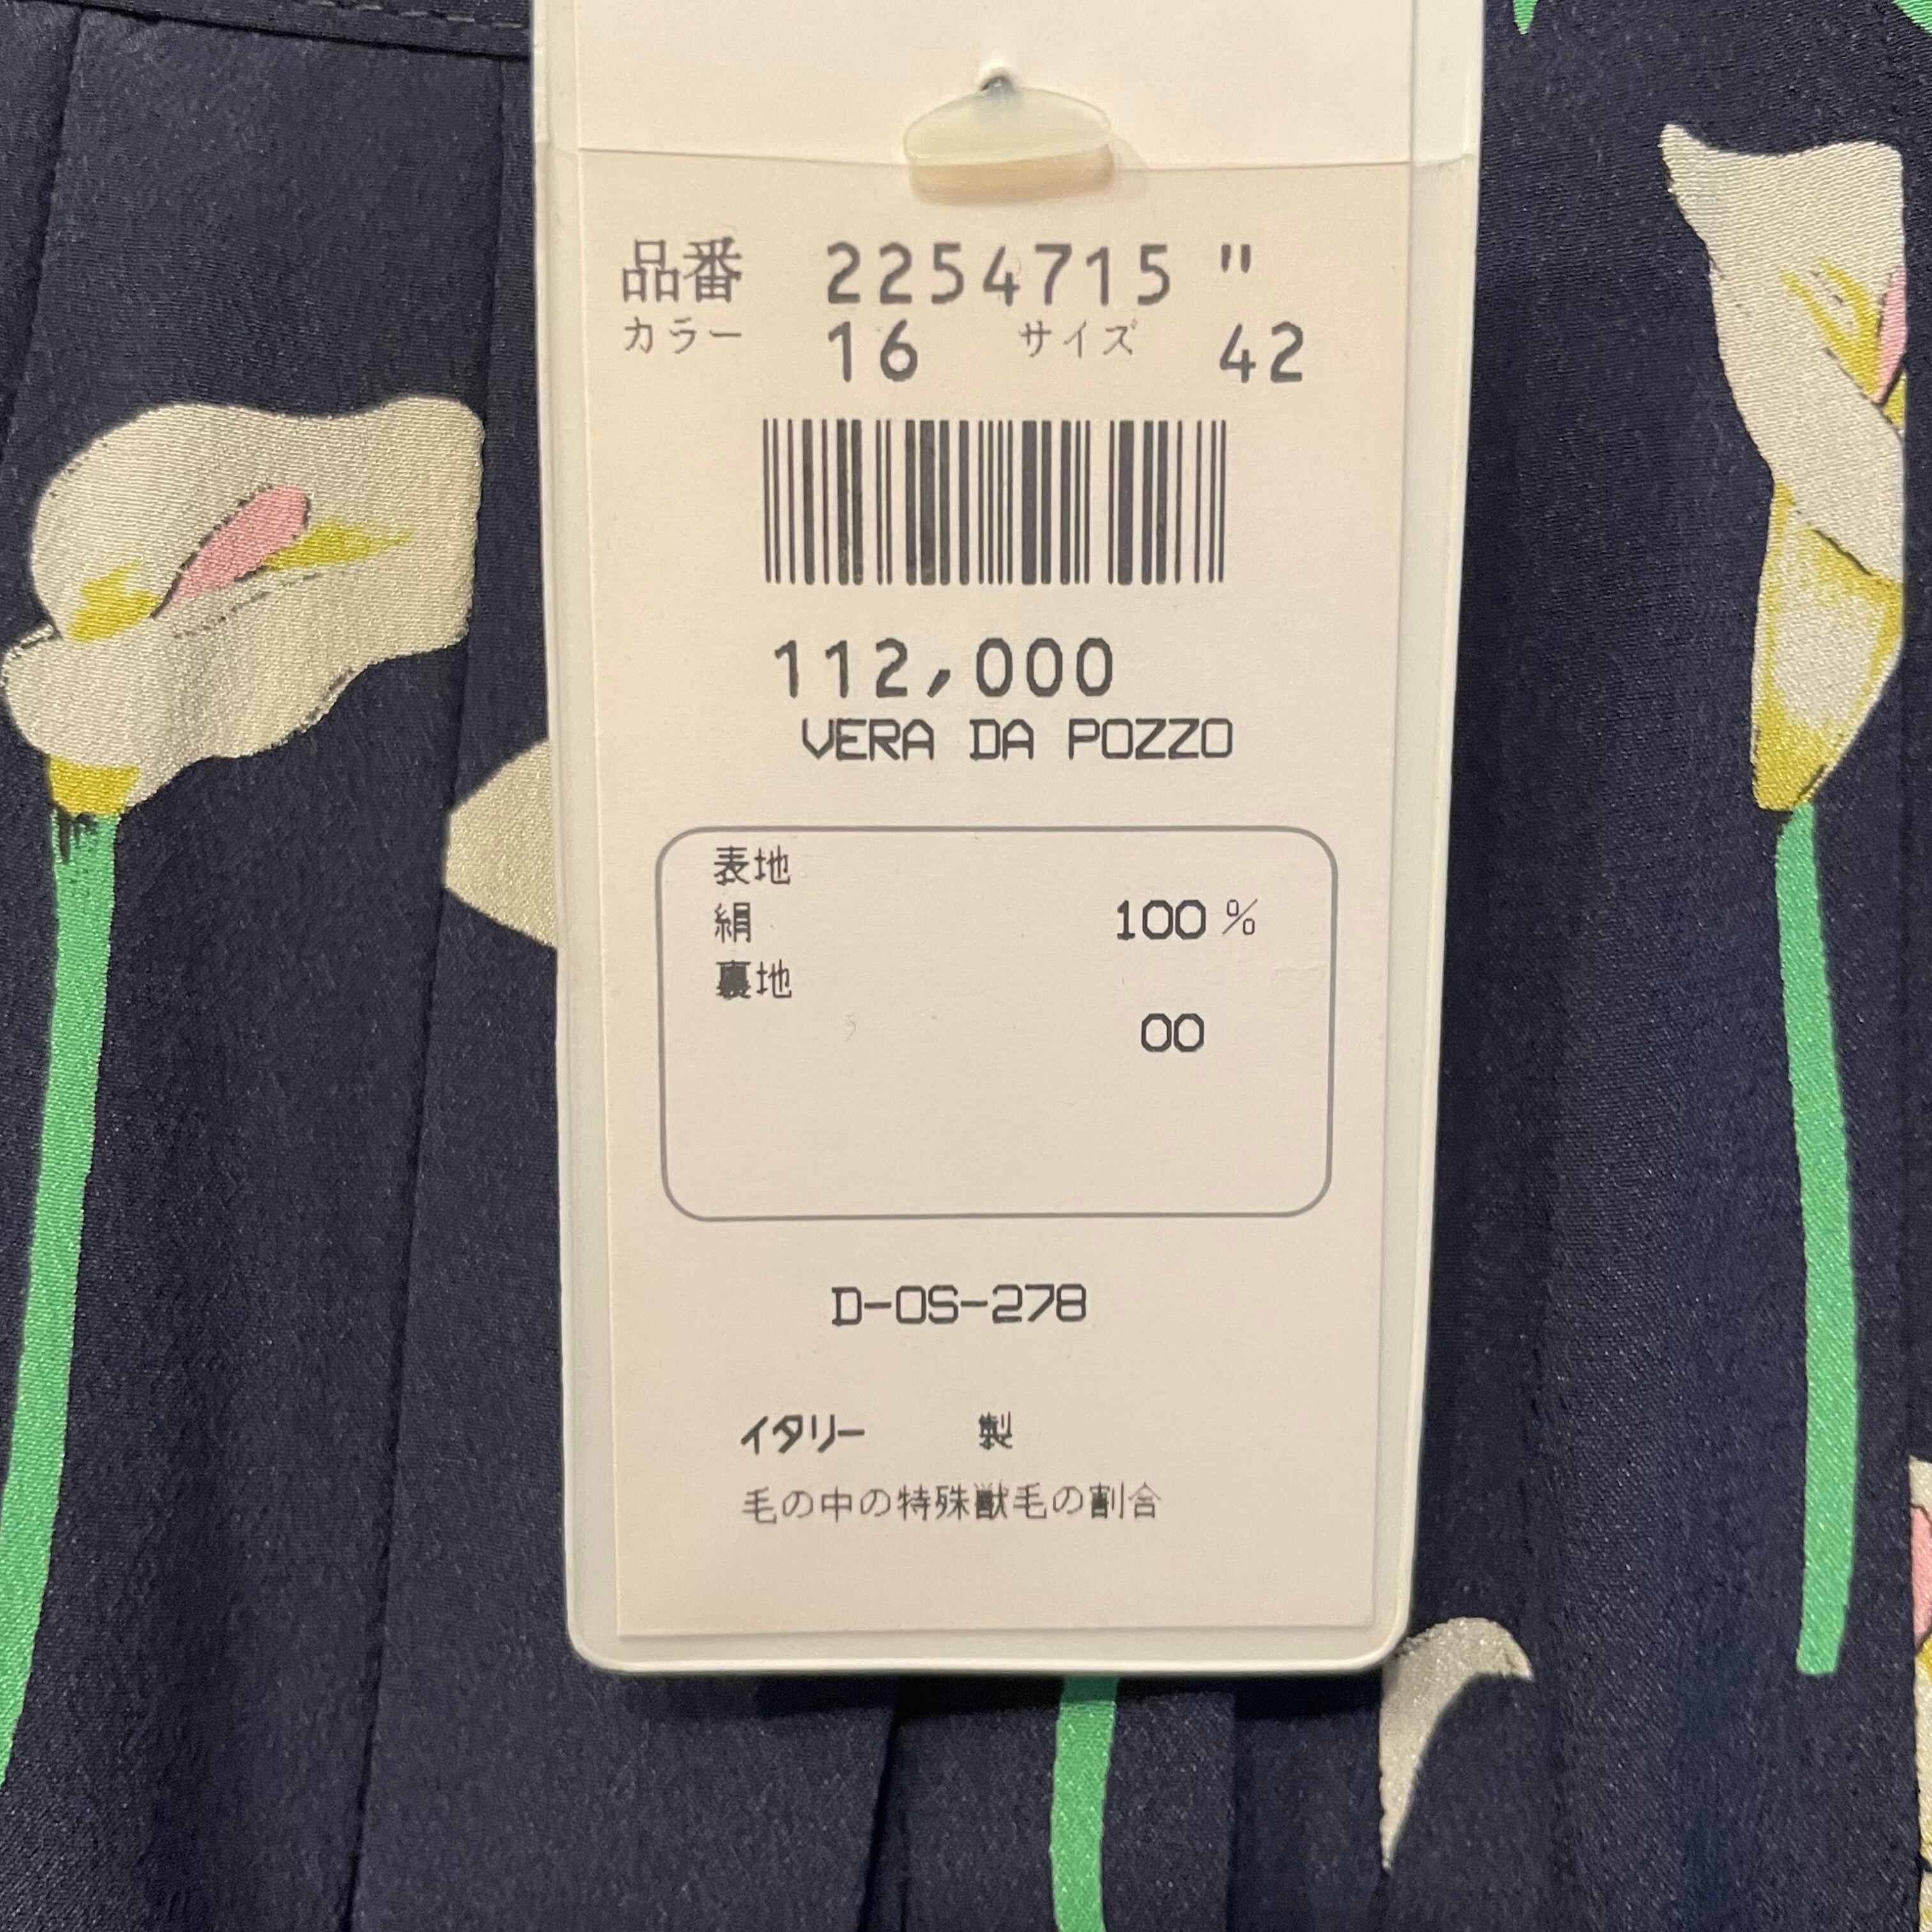 品番 2254715 "
カラー 16 サイズ 42
112,000
VERA DA POZZO
表地
絹 100 %
裏地
00
D-OS-278
イタリー 製
毛の中の特殊獣毛の割合